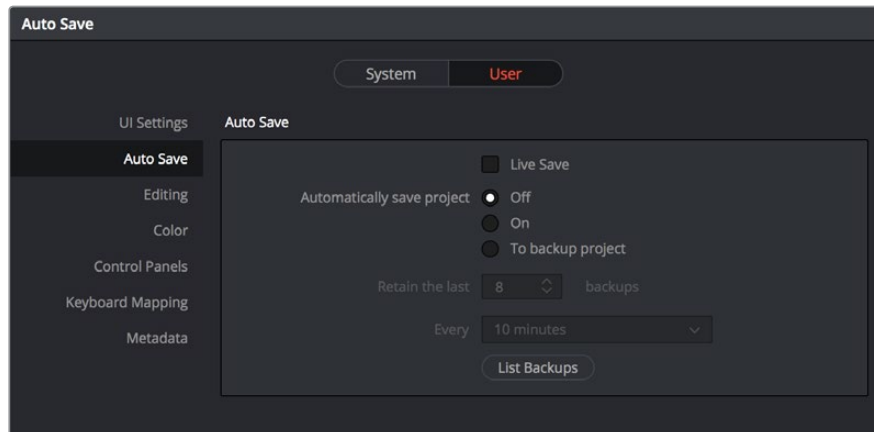 Auto Save
System User
UI Settings
Auto Save
Editing
Color
Control Panels
Keyboard Mapping
Metadata
Auto Save
Live Save
Automatically save project Off
On
To backup project
Retain the last 8 backups
Every 10 minutes
List Backups